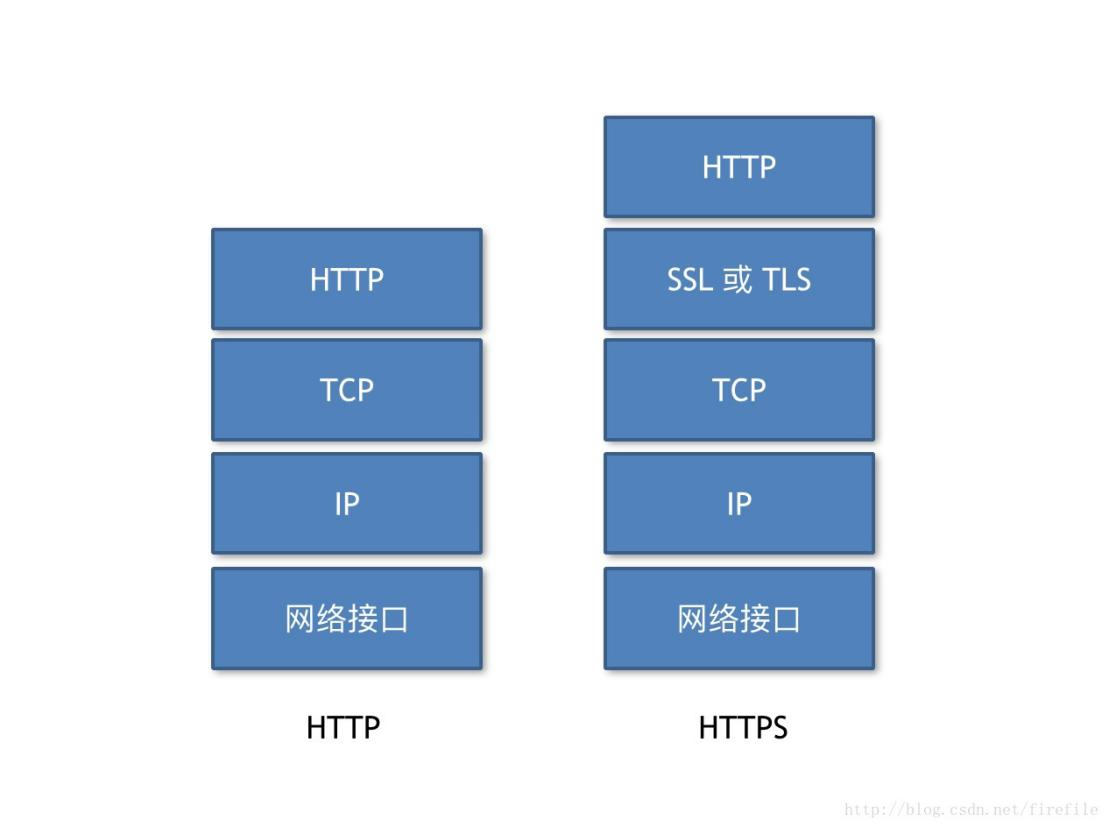 HTTP
TCP
IP
网络接口
HTTP
HTTP
SSL 或 TLS
TCP
IP
网络接口
HTTPS
http://blog.csdn.net/firefile